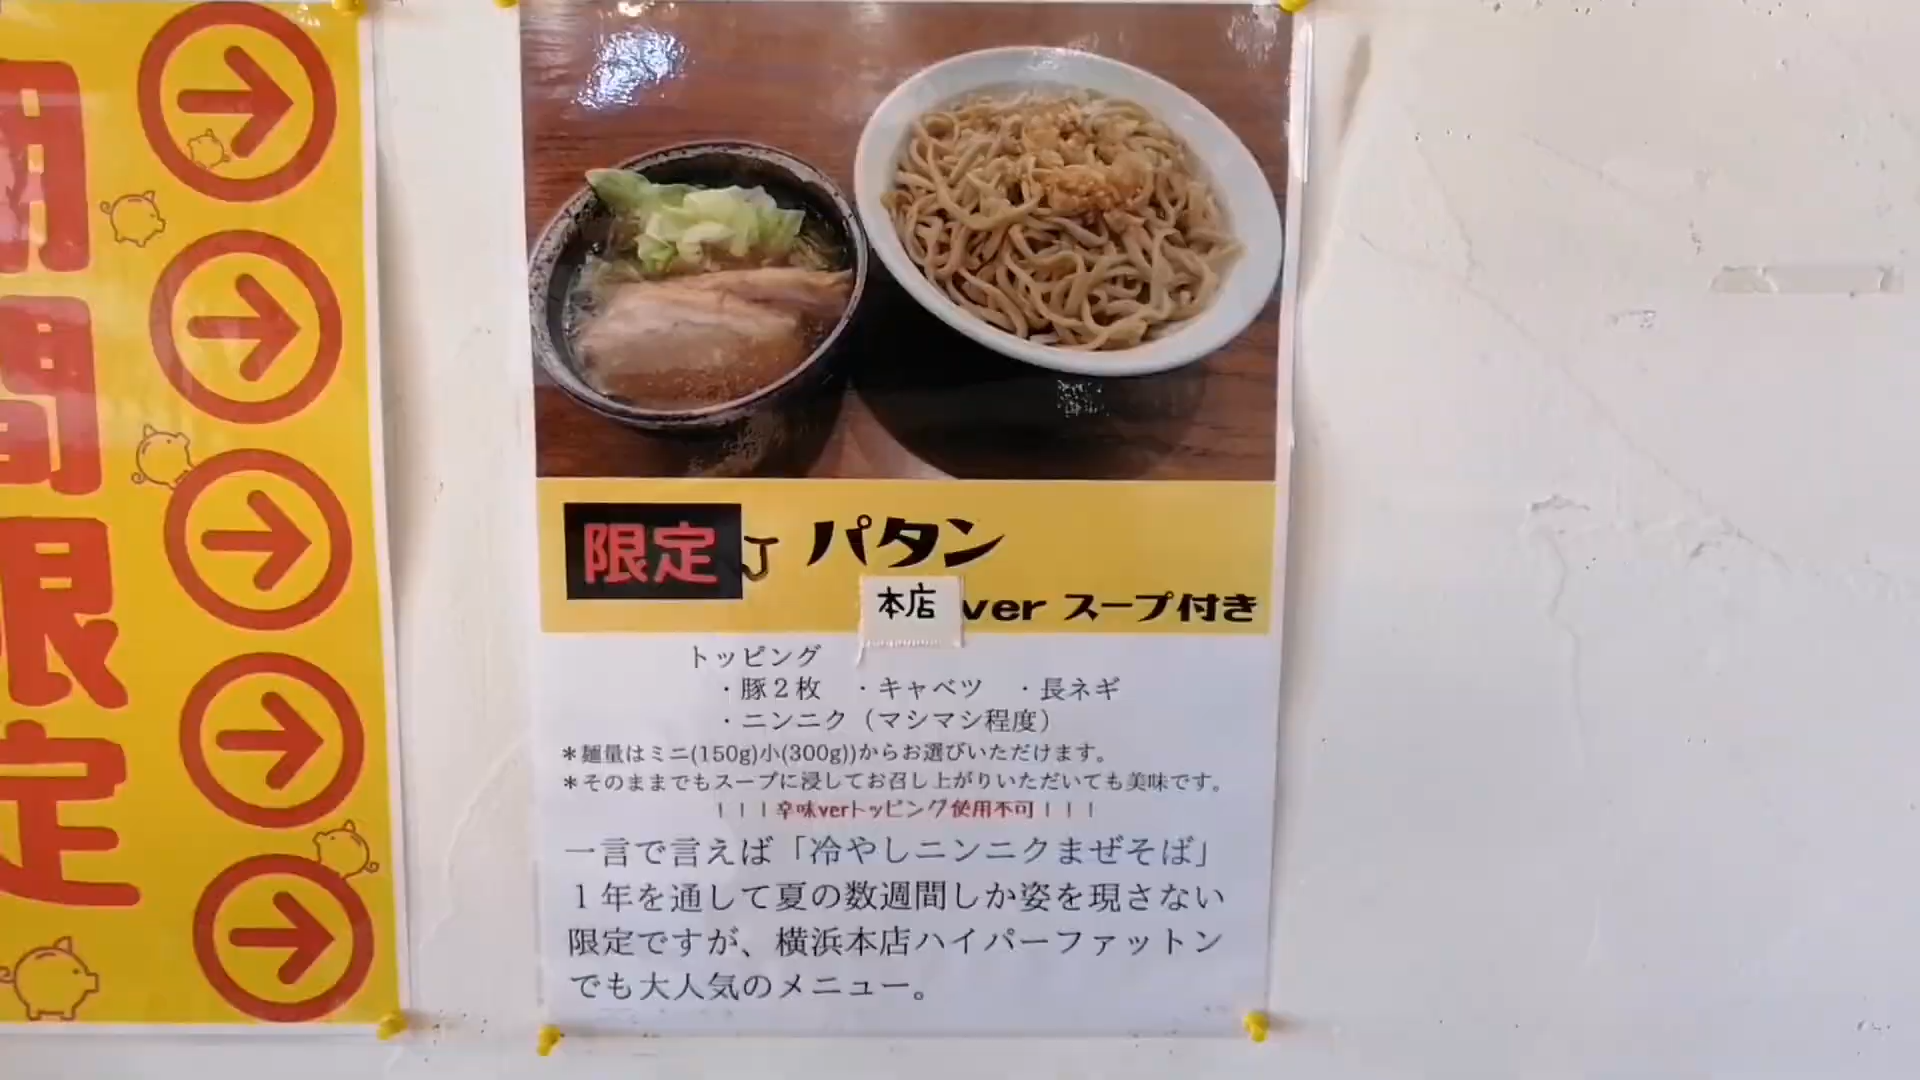 間限定
限定
パタン
本店ver スープ付き
トッピング
・豚2枚 ・キャベツ ・長ネギ
・ニンニク（マシマシ程度）
＊麺量はミニ(150g)小(300g))からお選びいただけます。
＊そのままでもスープに浸してお召し上がりいただいても美味です。
！！！辛味verトッピング使用不可！！！
一言で言えば「冷やしニンニクまぜそば」
１年を通して夏の数週間しか姿を現さない
限定ですが、横浜本店ハイパーファットン
でも大人気のメニュー。